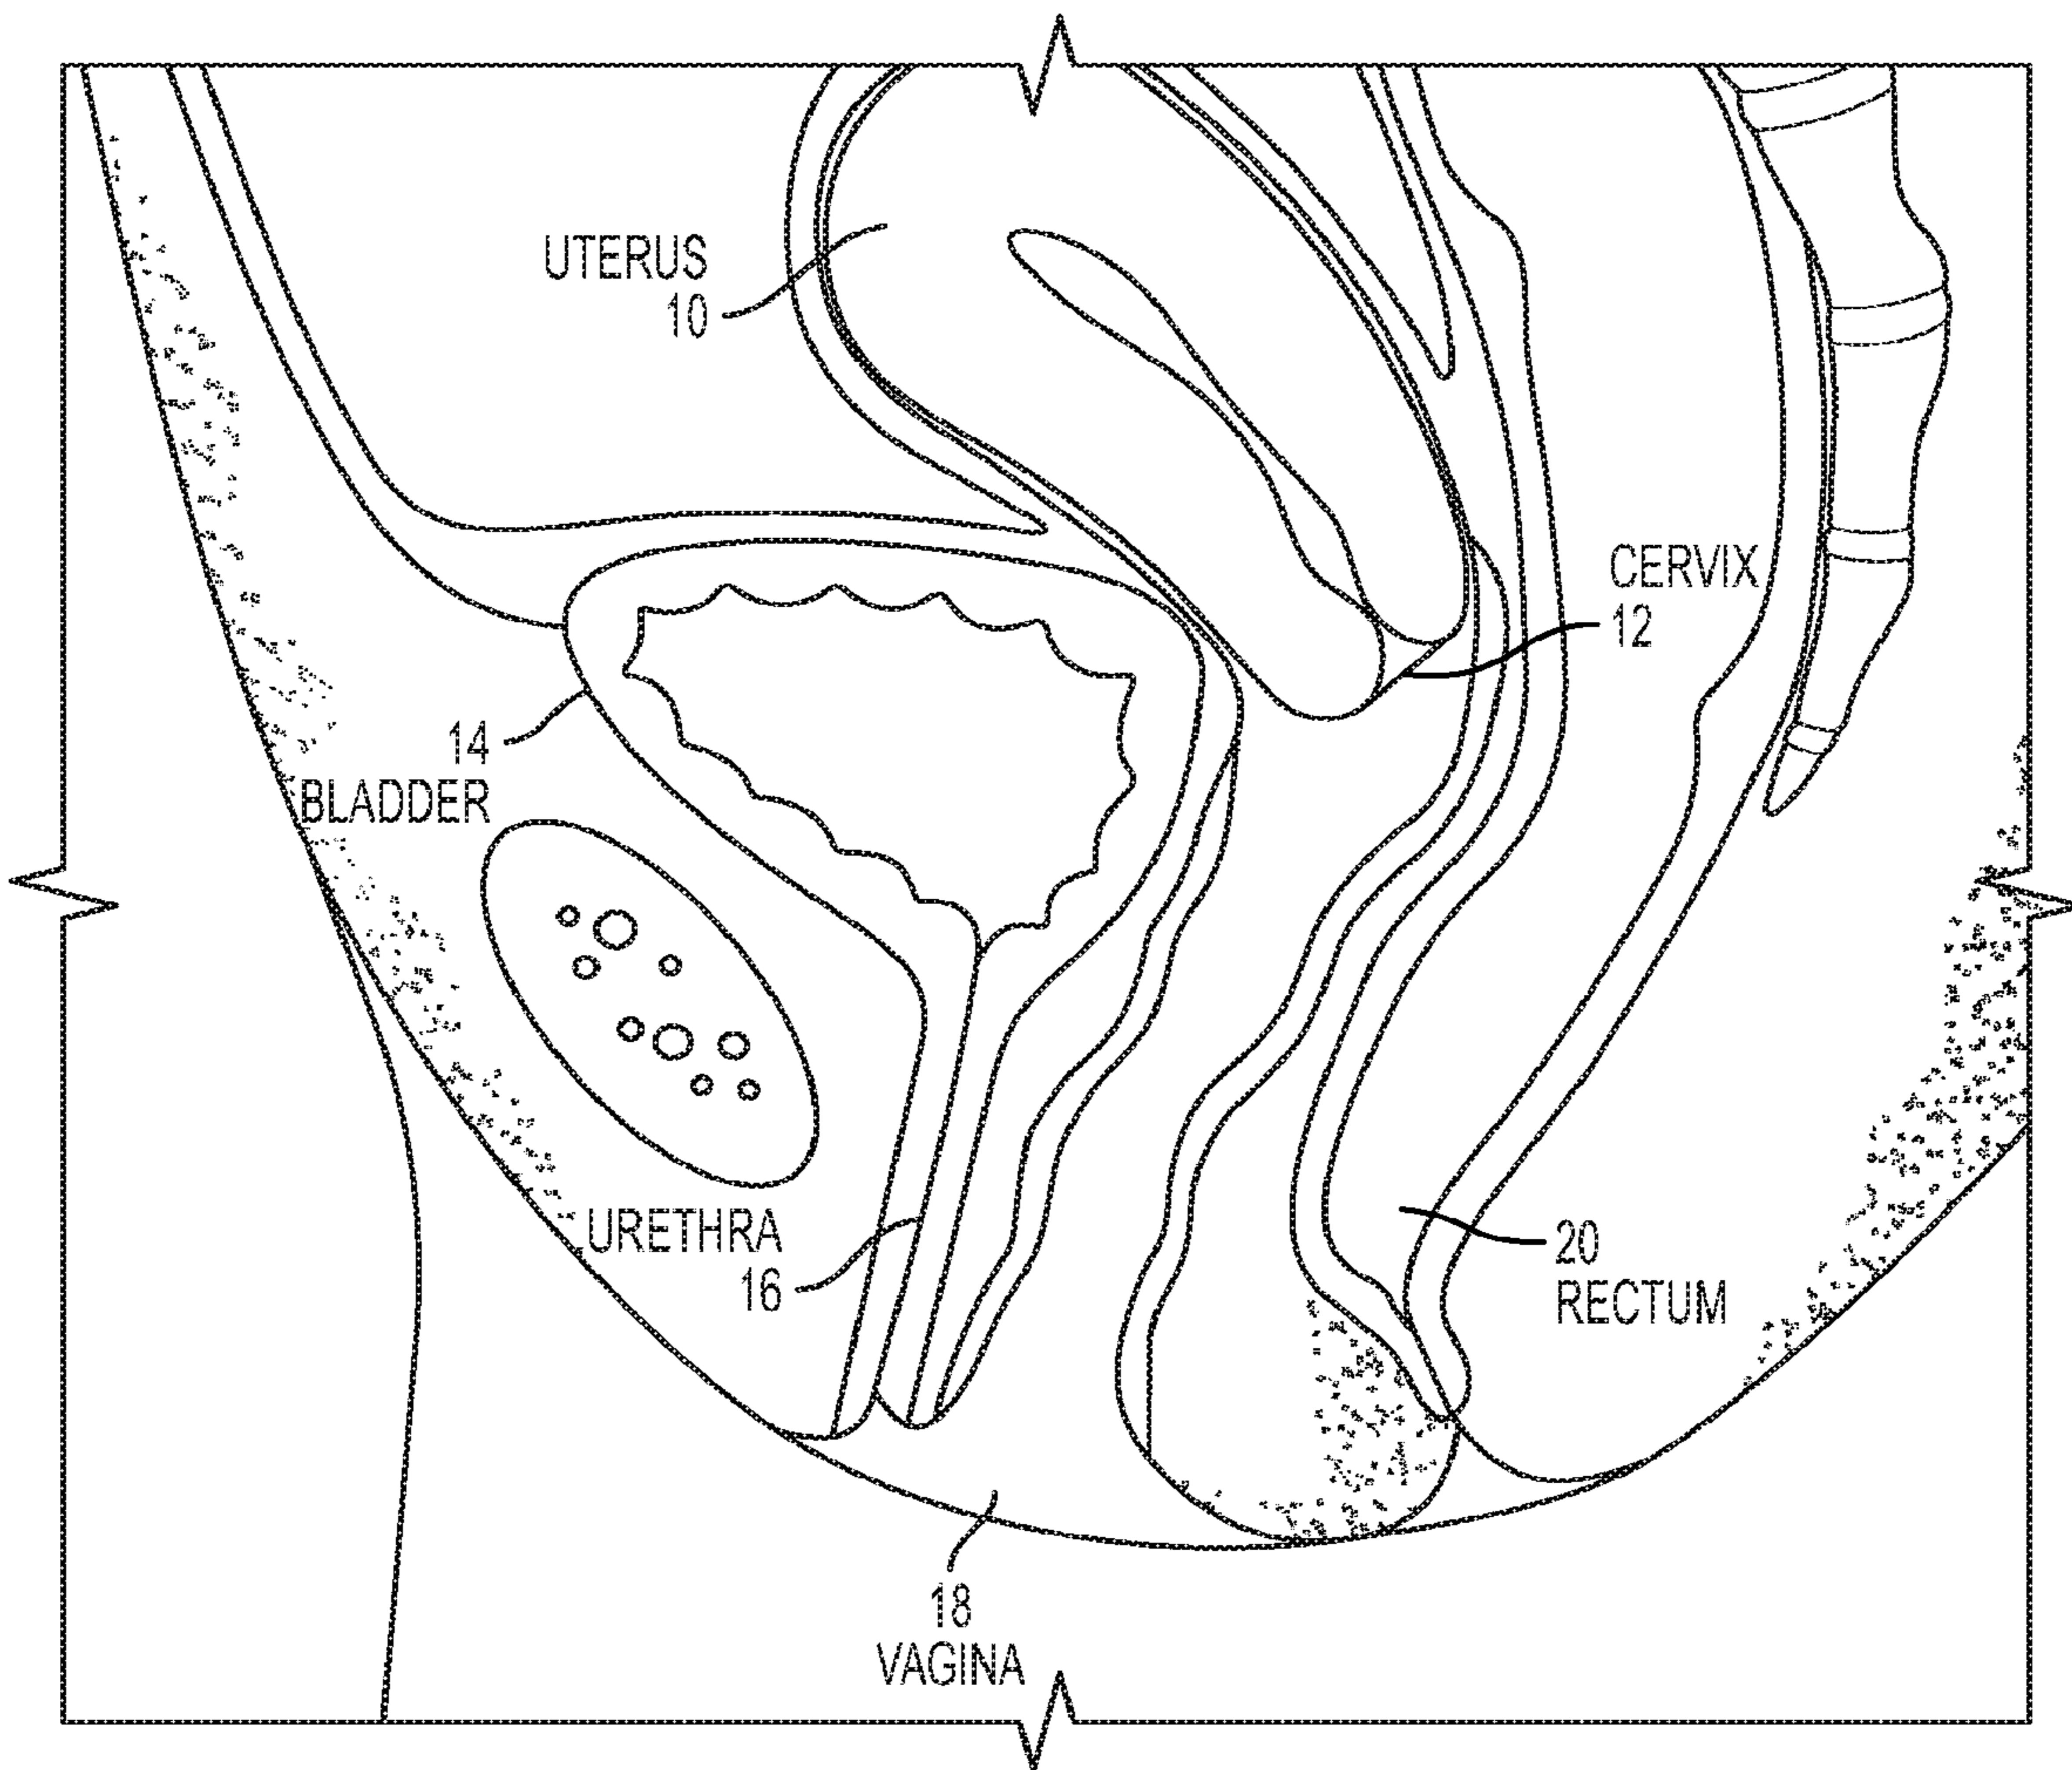 UTERUS
10
CERVIX
12
14
BLADDER
URETHRA
16
20
RECTUM
18
VAGINA